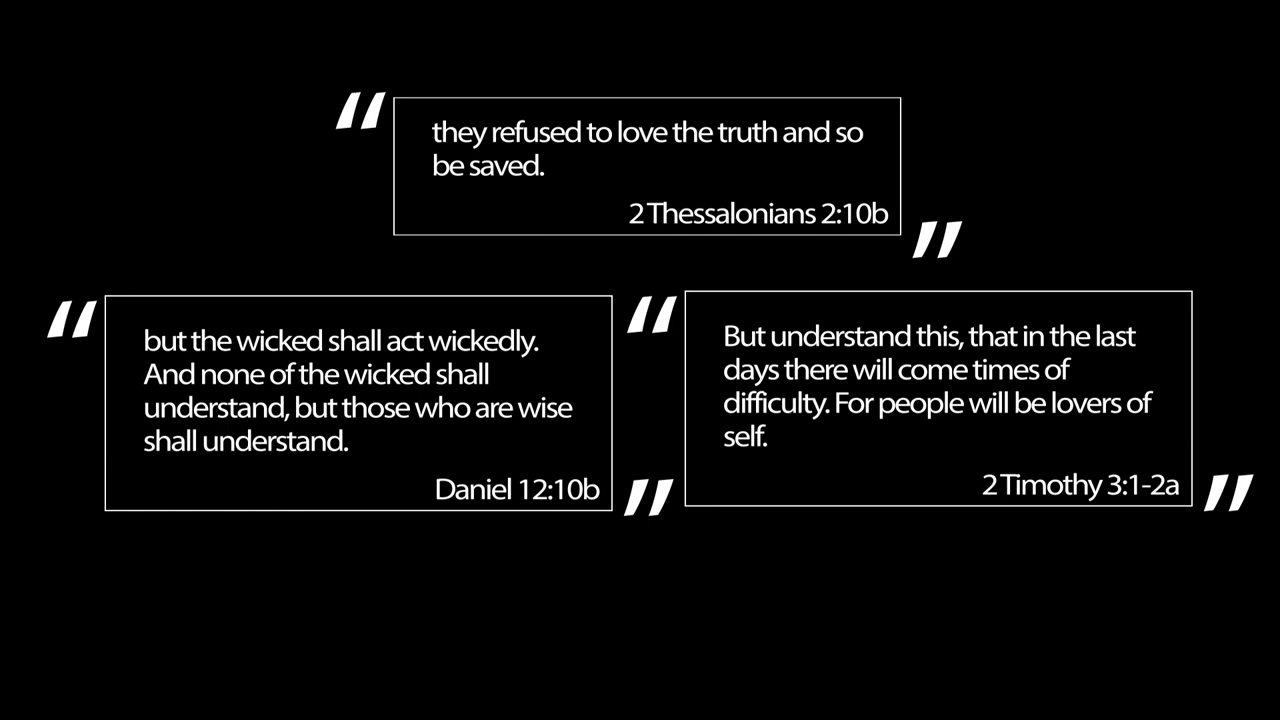 “
they refused to love the truth and so
be saved.
2 Thessalonians 2:10b
”
“
but the wicked shall act wickedly.
And none of the wicked shall
understand, but those who are wise
shall understand.
Daniel 12:10b
”
“
But understand this, that in the last
days there will come times of
difficulty. For people will be lovers of
self.
2 Timothy 3:1-2a
”